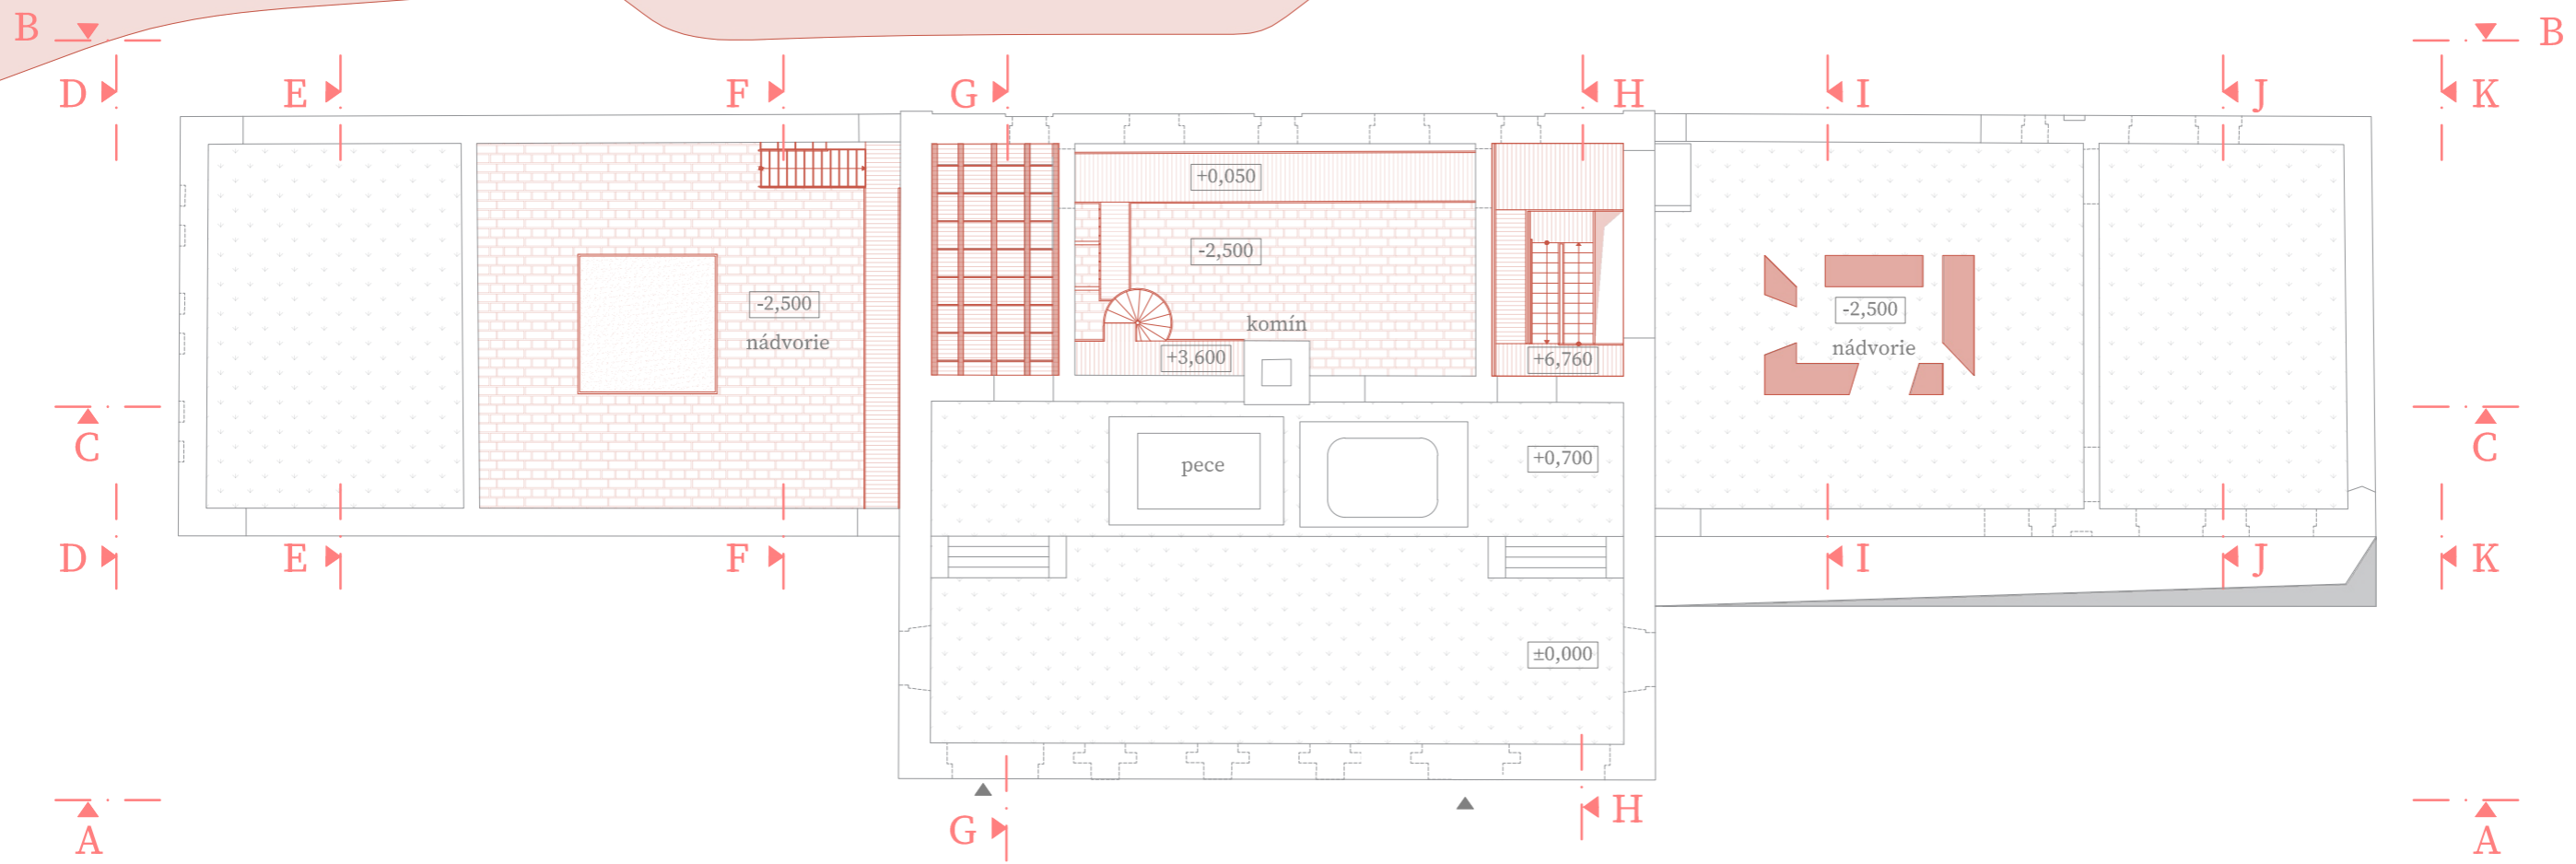 B B
D E F G H I J K
+0,050
-2,500
-2,500
nádvorie
-2,500
komín
nádvorie
+3,600
+6,760
C C
pece
+0,700
D E F I J K
±0,000
A G H A